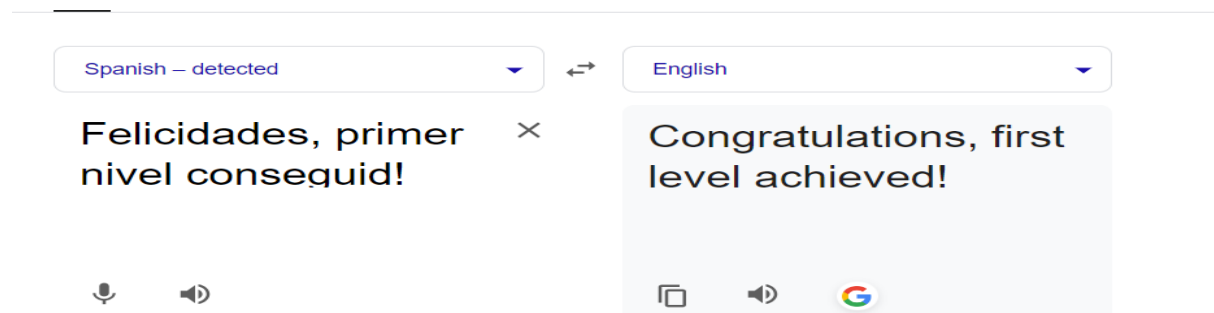 Spanish – detected
English
Felicidades, primer
nivel conseguid!
Congratulations, first
level achieved!